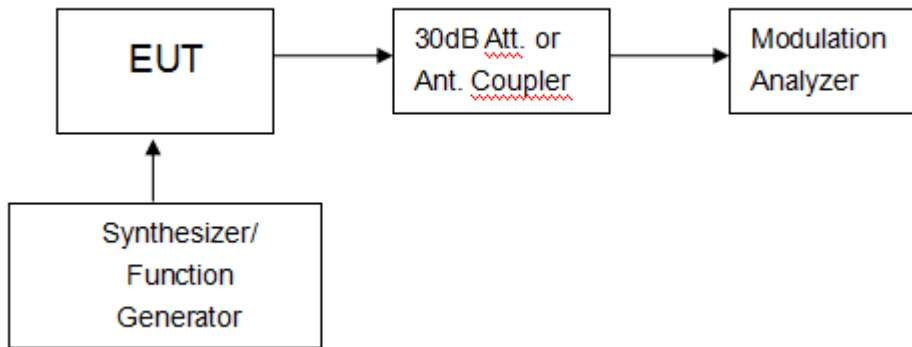 EUT
30dB Att. or
Ant. Coupler
Modulation
Analyzer
Synthesizer/
Function
Generator